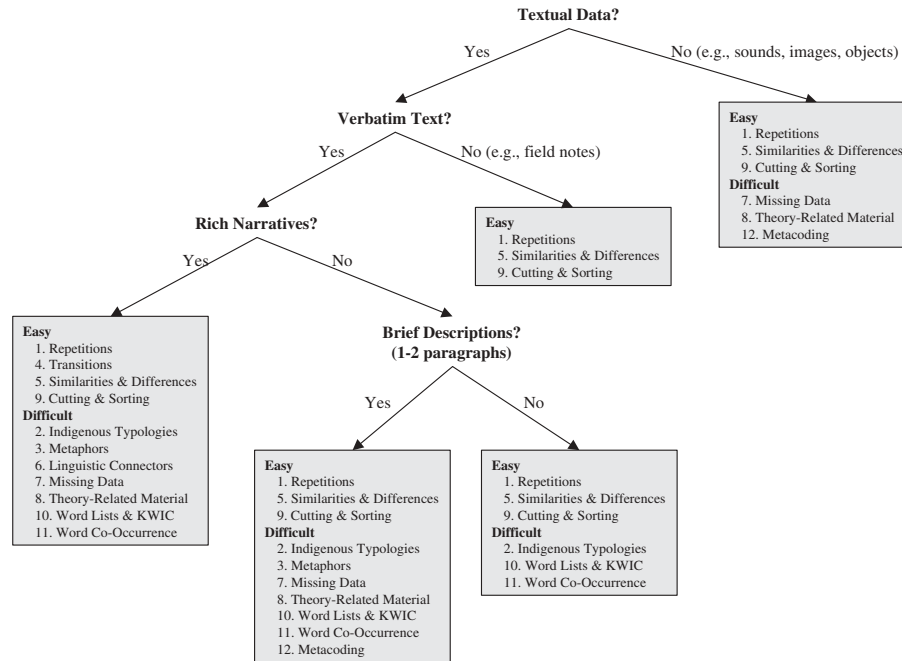 Textual Data?
Yes
No (e.g., sounds, images, objects)
Verbatim Text?
Easy
1. Repetitions
5. Similarities & Differences
9. Cutting & Sorting
Difficult
7. Missing Data
8. Theory-Related Material
12. Metacoding
Yes
No (e.g., field notes)
Rich Narratives?
Easy
1. Repetitions
5. Similarities & Differences
9. Cutting & Sorting
Yes
No
Easy
1. Repetitions
4. Transitions
5. Similarities & Differences
9. Cutting & Sorting
Difficult
2. Indigenous Typologies
3. Metaphors
6. Linguistic Connectors
7. Missing Data
8. Theory-Related Material
10. Word Lists & KWIC
11. Word Co-Occurrence
Brief Descriptions?
(1-2 paragraphs)
Yes
No
Easy
1. Repetitions
5. Similarities & Differences
9. Cutting & Sorting
Difficult
2. Indigenous Typologies
3. Metaphors
7. Missing Data
8. Theory-Related Material
10. Word Lists & KWIC
11. Word Co-Occurrence
12. Metacoding
Easy
1. Repetitions
5. Similarities & Differences
9. Cutting & Sorting
Difficult
2. Indigenous Typologies
10. Word Lists & KWIC
11. Word Co-Occurrence